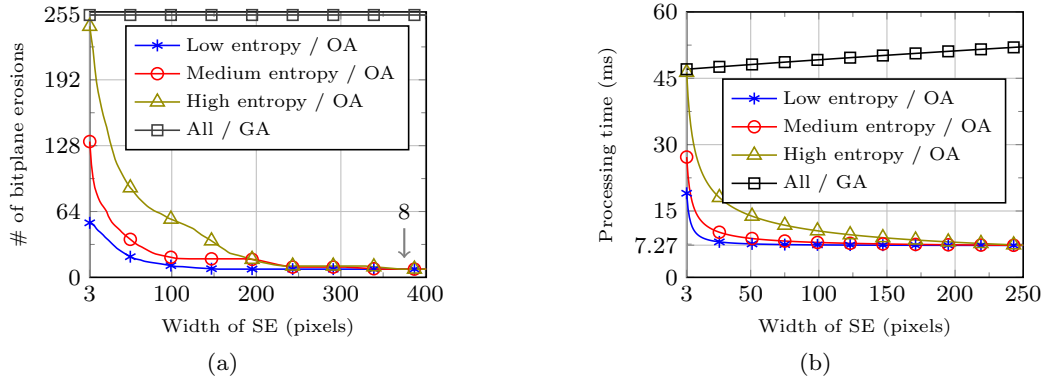 255
192
128
64
0
# of bitplane erosions
Low entropy / OA
Medium entropy / OA
High entropy / OA
All / GA
8
3 100 200 300 400
Width of SE (pixels)
(a)
60
45
30
15
7.27
0
Processing time (ms)
Low entropy / OA
Medium entropy / OA
High entropy / OA
All / GA
3 50 100 150 200 250
Width of SE (pixels)
(b)